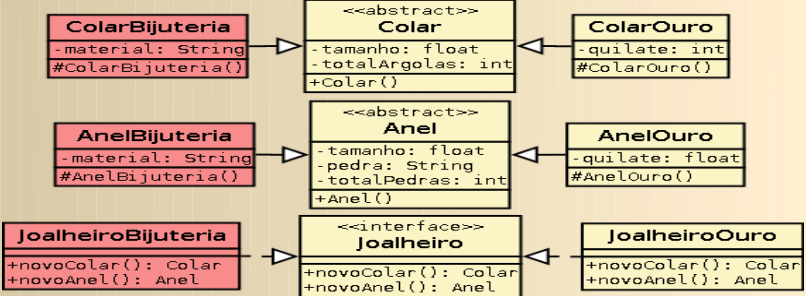 ColarBijuteria
-material: String
#ColarBijuteria()
<<abstract>>
Colar
-tamanho: float
-totalArgolas: int
+Colar()
ColarOuro
-quilate: int
#ColarOuro()
AnelBijuteria
-material: String
#AnelBijuteria()
<<abstract>>
Anel
-tamanho: float
-pedra: String
-totalPedras: int
+Anel()
AnelOuro
-quilate: float
#AnelOuro()
JoalheiroBijuteria
+novoColar(): Colar
+novoAnel(): Anel
<<interface>>
Joalheiro
+novoColar(): Colar
+novoAnel(): Anel
JoalheiroOuro
+novoColar(): Colar
+novoAnel(): Anel